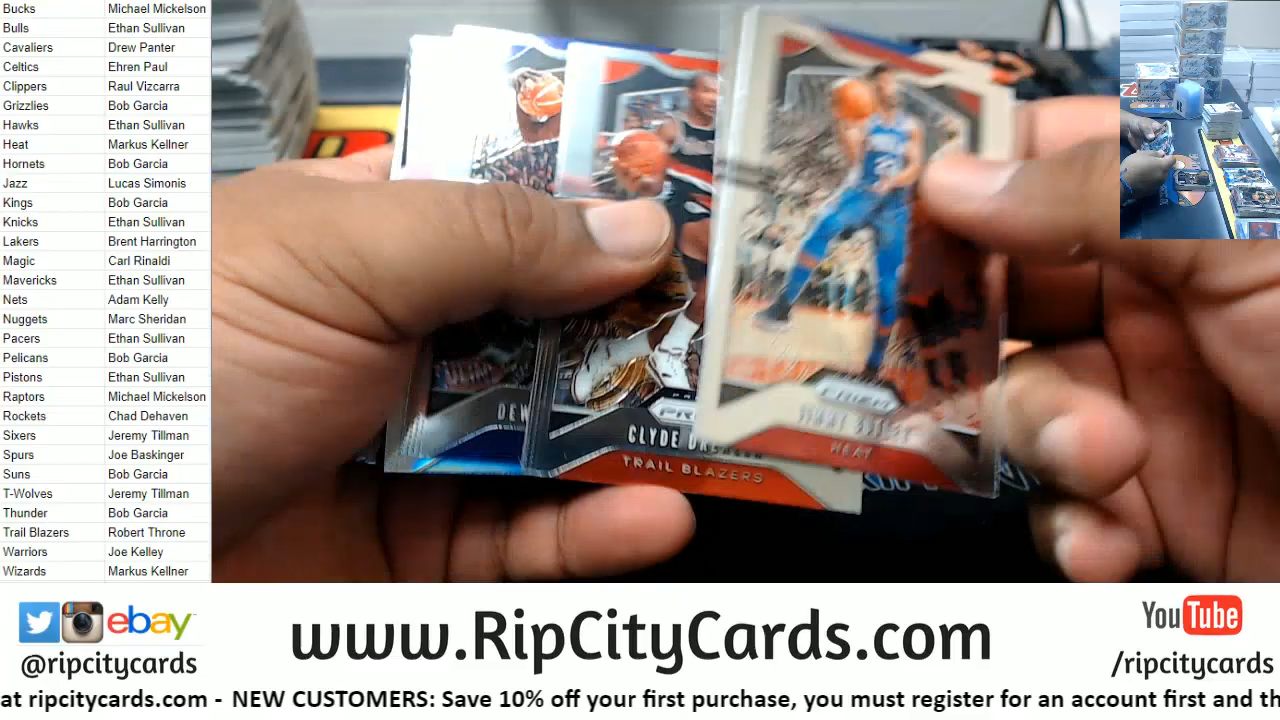 Bucks Michael Mickelson
Bulls Ethan Sullivan
Cavaliers Drew Panter
Celtics Ehren Paul
Clippers Raul Vizcarra
Grizzlies Bob Garcia
Hawks Ethan Sullivan
Heat Markus Kellner
Hornets Bob Garcia
Jazz Lucas Simonis
Kings Bob Garcia
Knicks Ethan Sullivan
Lakers Brent Harrington
Magic Carl Rinaldi
Mavericks Ethan Sullivan
Nets Adam Kelly
Nuggets Marc Sheridan
Pacers Ethan Sullivan
Pelicans Bob Garcia
Pistons Ethan Sullivan
Raptors Michael Mickelson
Rockets Chad Dehaven
Sixers Jeremy Tillman
Spurs Joe Baskinger
Suns Bob Garcia
T-Wolves Jeremy Tillman
Thunder Bob Garcia
Trail Blazers Robert Throne
Warriors Joe Kelley
Wizards Markus Kellner
DEW
CLYDE
TRAIL BLAZERS
PRIZM
JIMMY BUTLER
HEAT
ebay
@ripcitycards
www.RipCityCards.com
YouTube
/ripcitycards
at ripcitycards.com - NEW CUSTOMERS: Save 10% off your first purchase, you must register for an account first and th